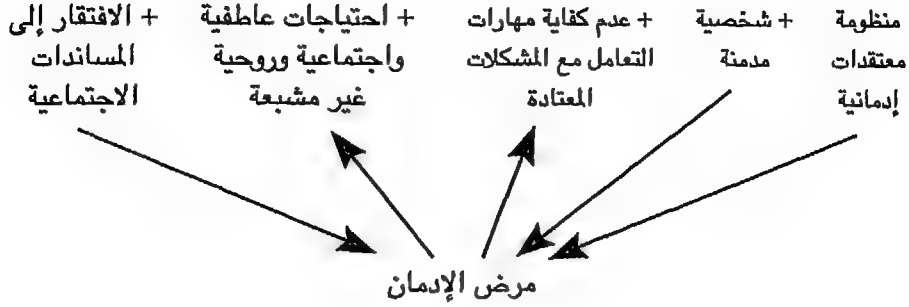 منظومة
معتقدات
إدمانية
+ شخصية
مدمنة
+ عدم كفاية مهارات
التعامل مع المشكلات
المعتادة
+ احتياجات عاطفية
واجتماعية وروحية
غير مشبعة
+ الافتقار إلى
المساندات
الاجتماعية
مرض الإدمان